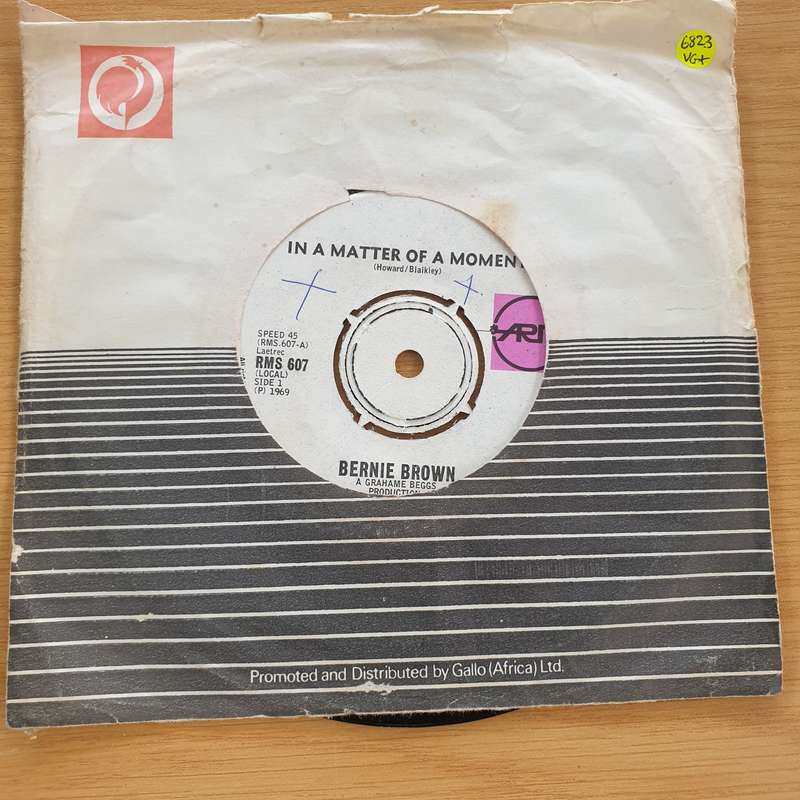 6823
VG+
IN A MATTER OF A MOMENT
(Howard/Blaikley)
SPEED 45
(RMS.607-A)
Laetrec
RMS 607
(LOCAL)
SIDE 1
(P) 1969
BERNIE BROWN
A GRAHAME BEGGS
PRODUCTION
Promoted and Distributed by Gallo (Africa) Ltd.